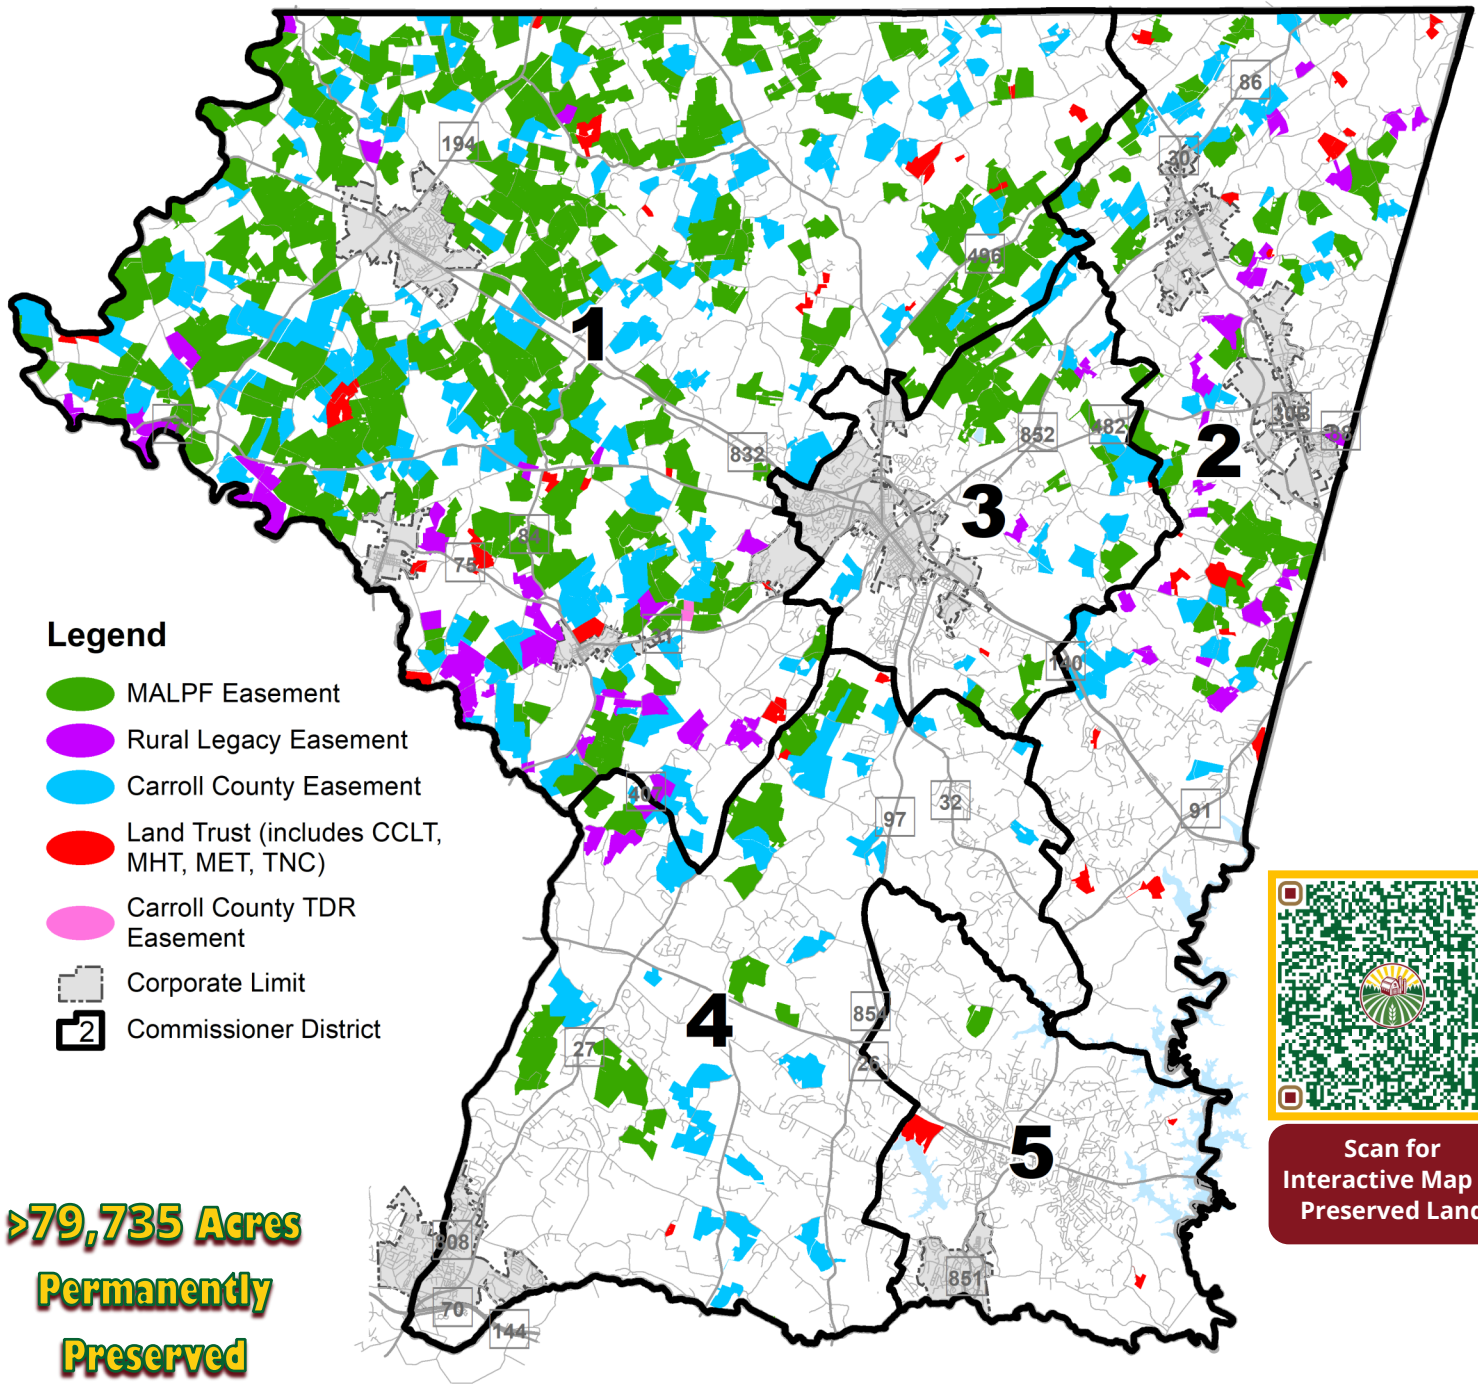 86
194
30
496
1
30B
832
852
482
2
3
84
75
31
140
Legend
MALPF Easement
Rural Legacy Easement
Carroll County Easement
Land Trust (includes CCLT,
MHT, MET, TNC)
Carroll County TDR
Easement
Corporate Limit
2 Commissioner District
407
97
32
91
4
854
27
26
5
Scan for
Interactive Map
Preserved Land
>79,735 Acres
Permanently
Preserved
808
851
70
144